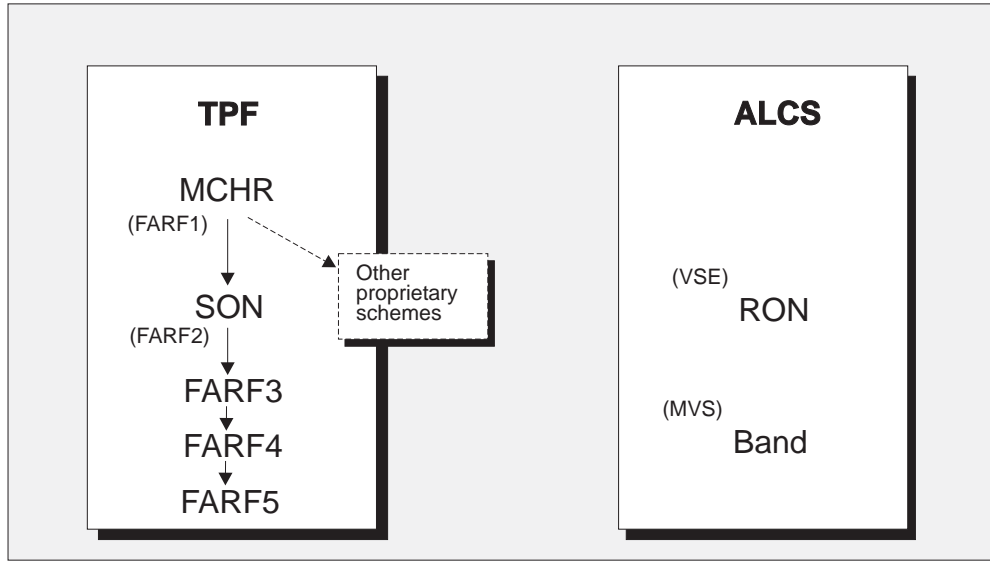 TPF
MCHR
(FARF1)
Other
proprietary
schemes
SON
(FARF2)
FARF3
FARF4
FARF5
ALCS
(VSE)
RON
(MVS)
Band